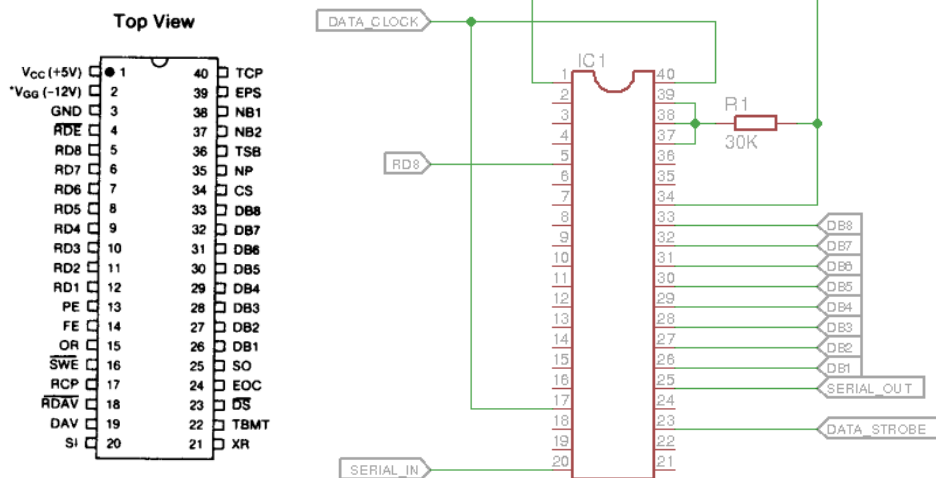 Top View
VCC (+5V) 1 40 TCP
*VGG (-12V) 2 39 EPS
GND 3 38 NB1
RDE 4 37 NB2
RD8 5 36 TSB
RD7 6 35 NP
RD6 7 34 CS
RD5 8 33 DB8
RD4 9 32 DB7
RD3 10 31 DB6
RD2 11 30 DB5
RD1 12 29 DB4
PE 13 28 DB3
FE 14 27 DB2
OR 15 26 DB1
SWE 16 25 SO
RCP 17 24 EOC
RDAV 18 23 DS
DAV 19 22 TBMT
SI 20 21 XR
DATA_CLOCK
IC1
1 40
2 39
3 38
R1
30K
4 37
RD8
5 36
6 35
7 34
8 33 DB8
9 32 DB7
10 31 DB6
11 30 DB5
12 29 DB4
13 28 DB3
14 27 DB2
15 26 DB1
16 25 SERIAL_OUT
17 24
18 23 DATA_STROBE
19 22
SERIAL_IN 20 21